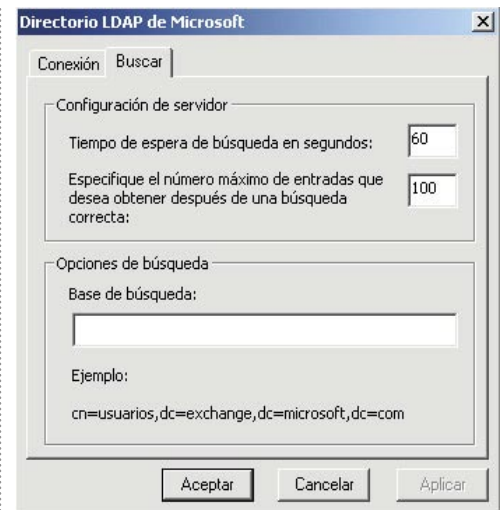 Directorio LDAP de Microsoft
Conexión Buscar
Configuración de servidor
Tiempo de espera de búsqueda en segundos: 60
Especifique el número máximo de entradas que 100
desea obtener después de una búsqueda
correcta:
Opciones de búsqueda
Base de búsqueda:
Ejemplo:
cn=usuarios,dc=exchange,dc=microsoft,dc=com
Aceptar Cancelar Aplicar